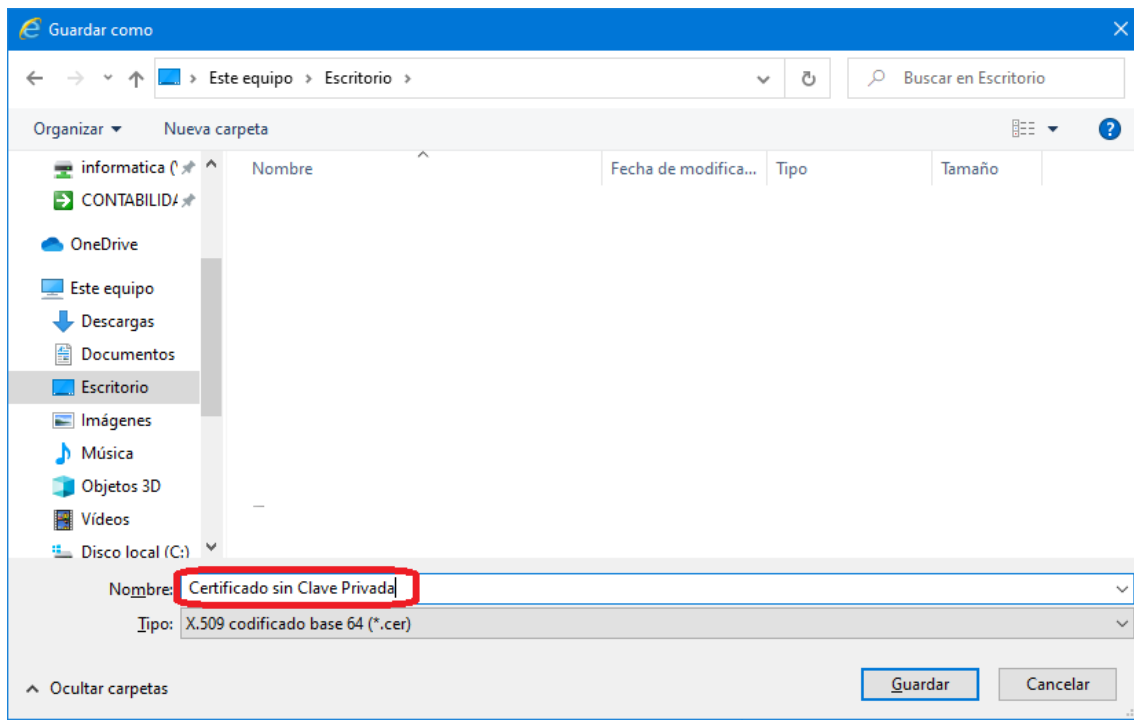 Guardar como
Este equipo > Escritorio >
Buscar en Escritorio
Organizar
Nueva carpeta
Nombre
Fecha de modifica...
Tipo
Tamaño
informatica (
CONTABILIDA
OneDrive
Este equipo
Descargas
Documentos
Escritorio
Imágenes
Música
Objetos 3D
Vídeos
Disco local (C:)
Nombre: Certificado sin Clave Privada
Tipo: X.509 codificado base 64 (*.cer)
Ocultar carpetas
Guardar
Cancelar